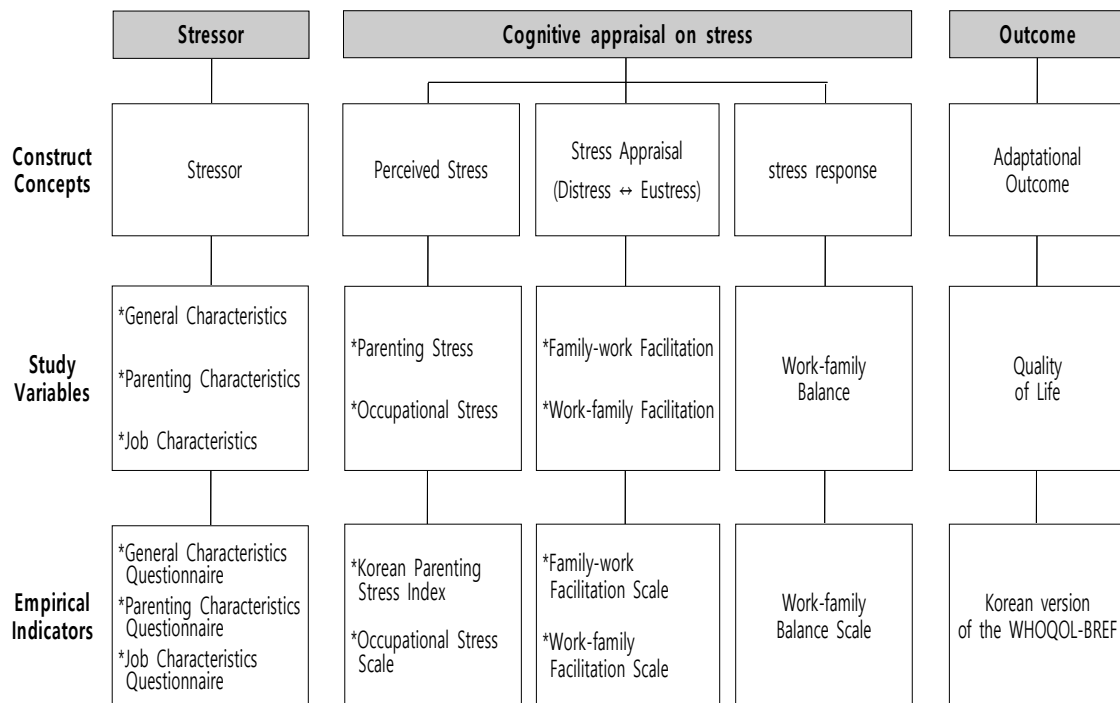 Stressor
Cognitive appraisal on stress
Outcome
Construct
Concepts
Stressor
Perceived Stress
Stress Appraisal
(Distress ↔ Eustress)
stress response
Adaptational
Outcome
Study
Variables
*General Characteristics
*Parenting Characteristics
*Job Characteristics
*Parenting Stress
*Occupational Stress
*Family-work Facilitation
*Work-family Facilitation
Work-family
Balance
Quality
of Life
Empirical
Indicators
*General Characteristics
Questionnaire
*Parenting Characteristics
Questionnaire
*Job Characteristics
Questionnaire
*Korean Parenting
Stress Index
*Occupational Stress
Scale
*Family-work
Facilitation Scale
*Work-family
Facilitation Scale
Work-family
Balance Scale
Korean version
of the WHOQOL-BREF